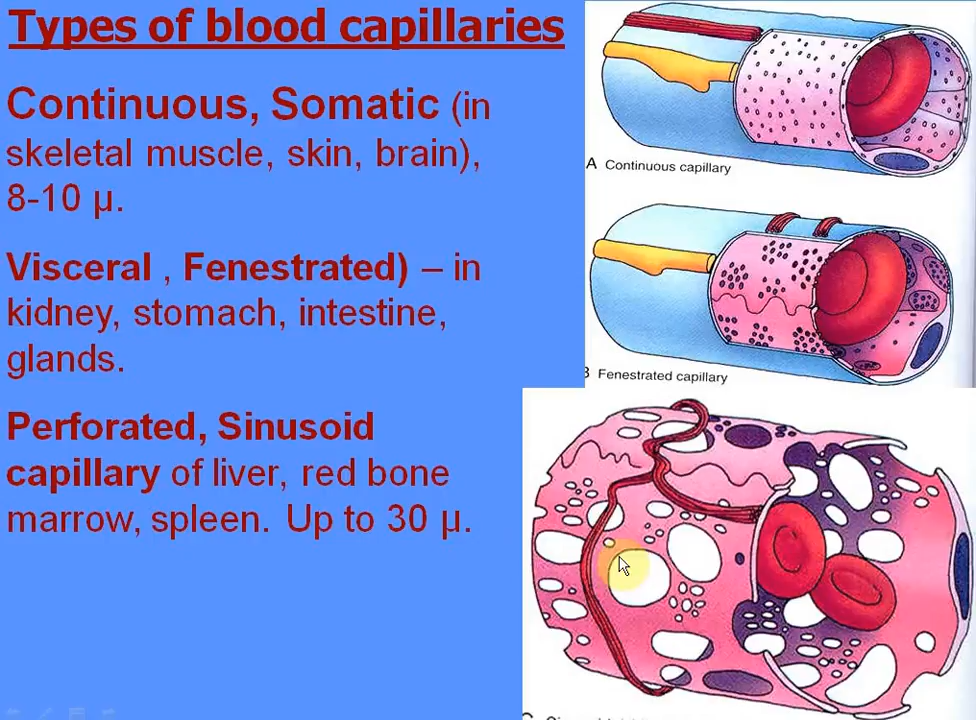 Types of blood capillaries
Continuous, Somatic (in
skeletal muscle, skin, brain),
8-10 µ.
Visceral , Fenestrated) – in
kidney, stomach, intestine,
glands.
Perforated, Sinusoid
capillary of liver, red bone
marrow, spleen. Up to 30 µ.
A Continuous capillary
B Fenestrated capillary